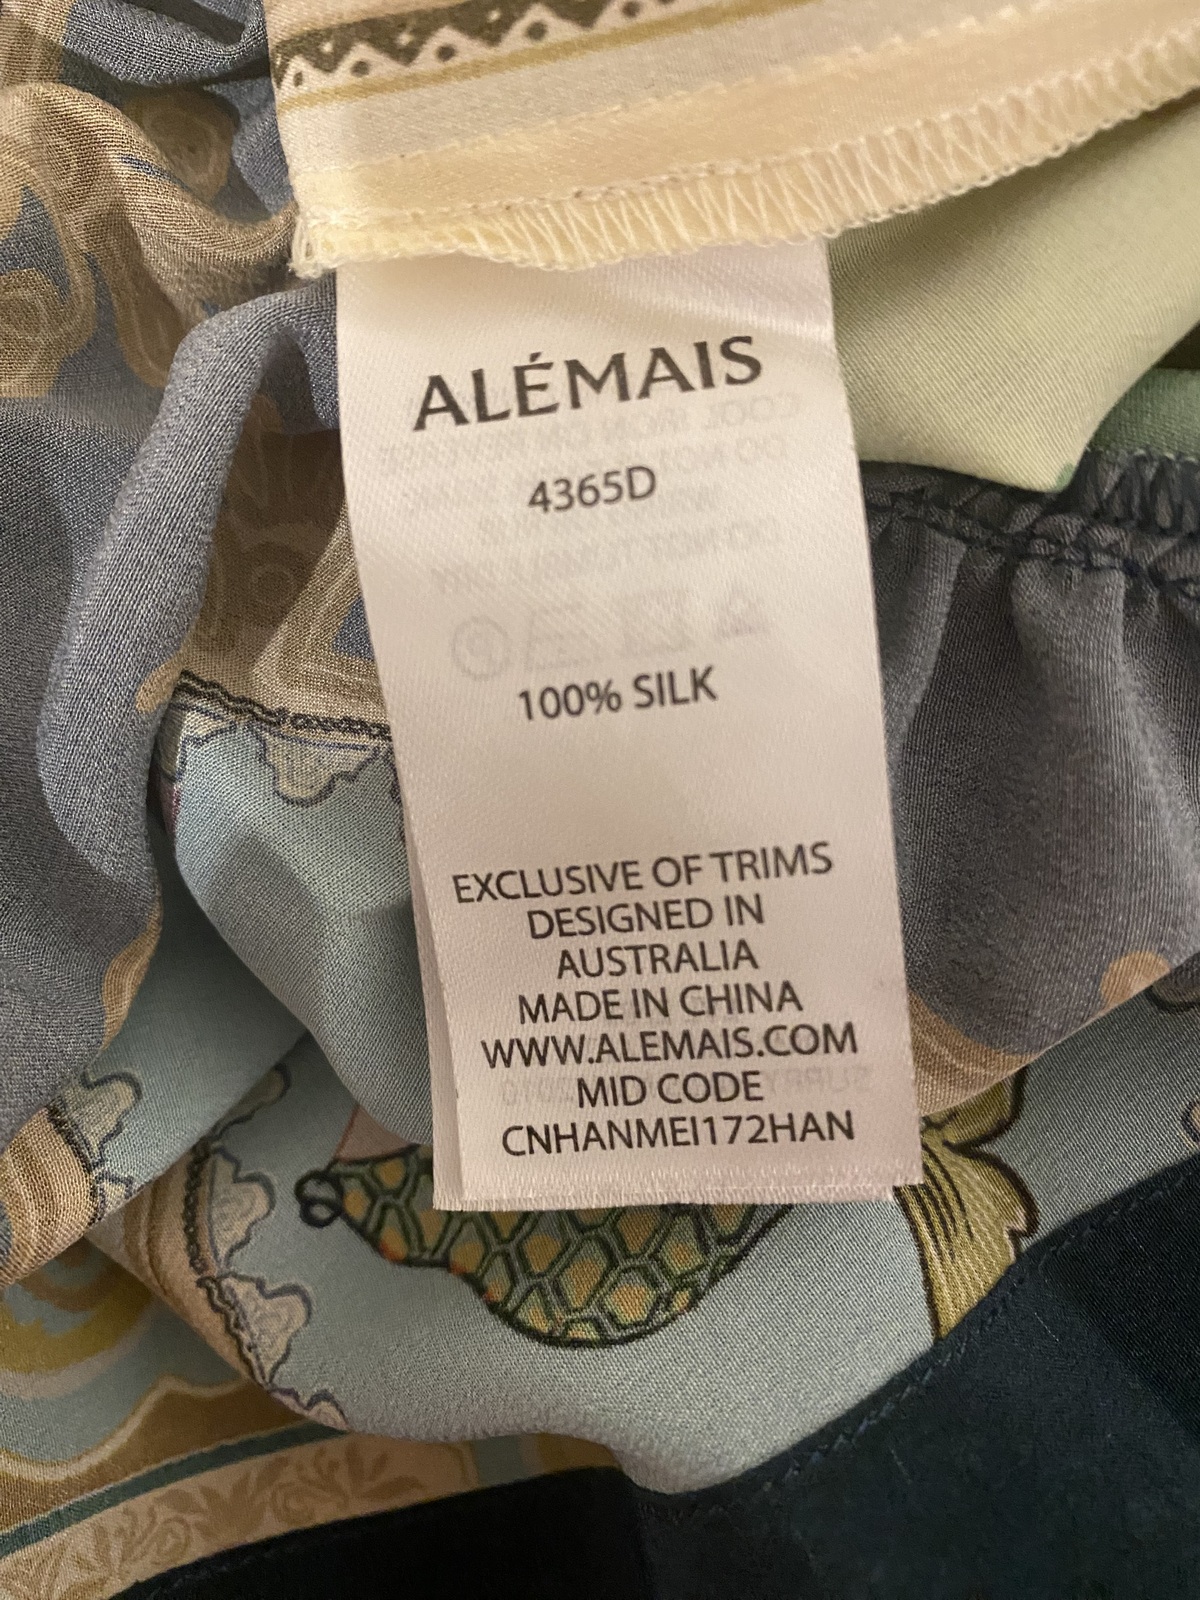 ALÉMAIS
4365D
100% SILK
EXCLUSIVE OF TRIMS
DESIGNED IN
AUSTRALIA
MADE IN CHINA
WWW.ALEMAIS.COM
MID CODE
CNHANMEI172HAN